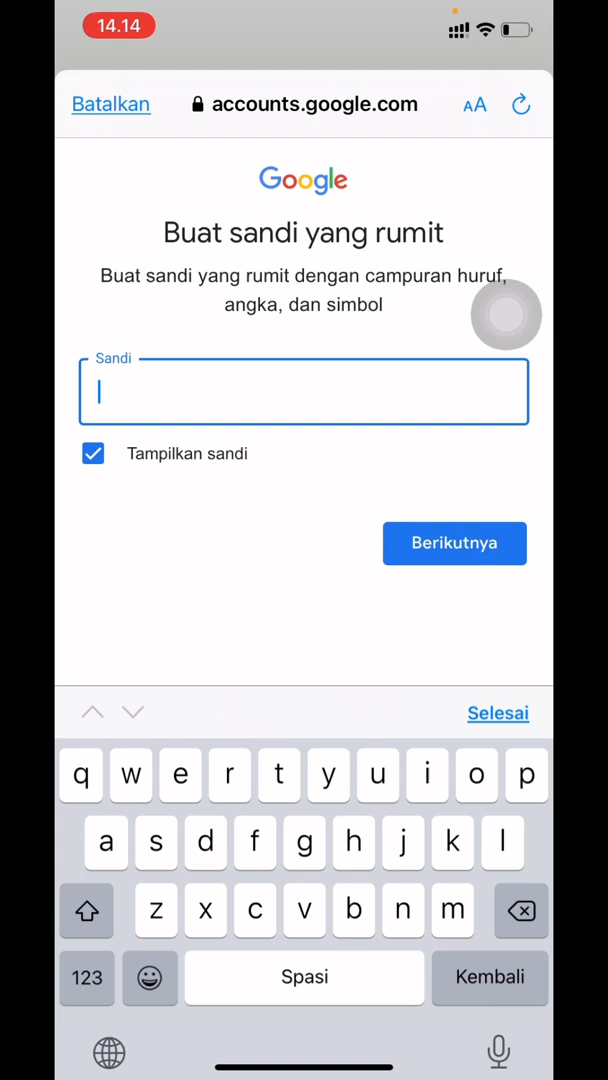 14.14
Batalkan accounts.google.com AA
Google
Buat sandi yang rumit
Buat sandi yang rumit dengan campuran huruf,
angka, dan simbol
Sandi
Tampilkan sandi
Berikutnya
Selesai
q w e r t y u i o p
a s d f g h j k l
z x c v b n m
123 Spasi Kembali